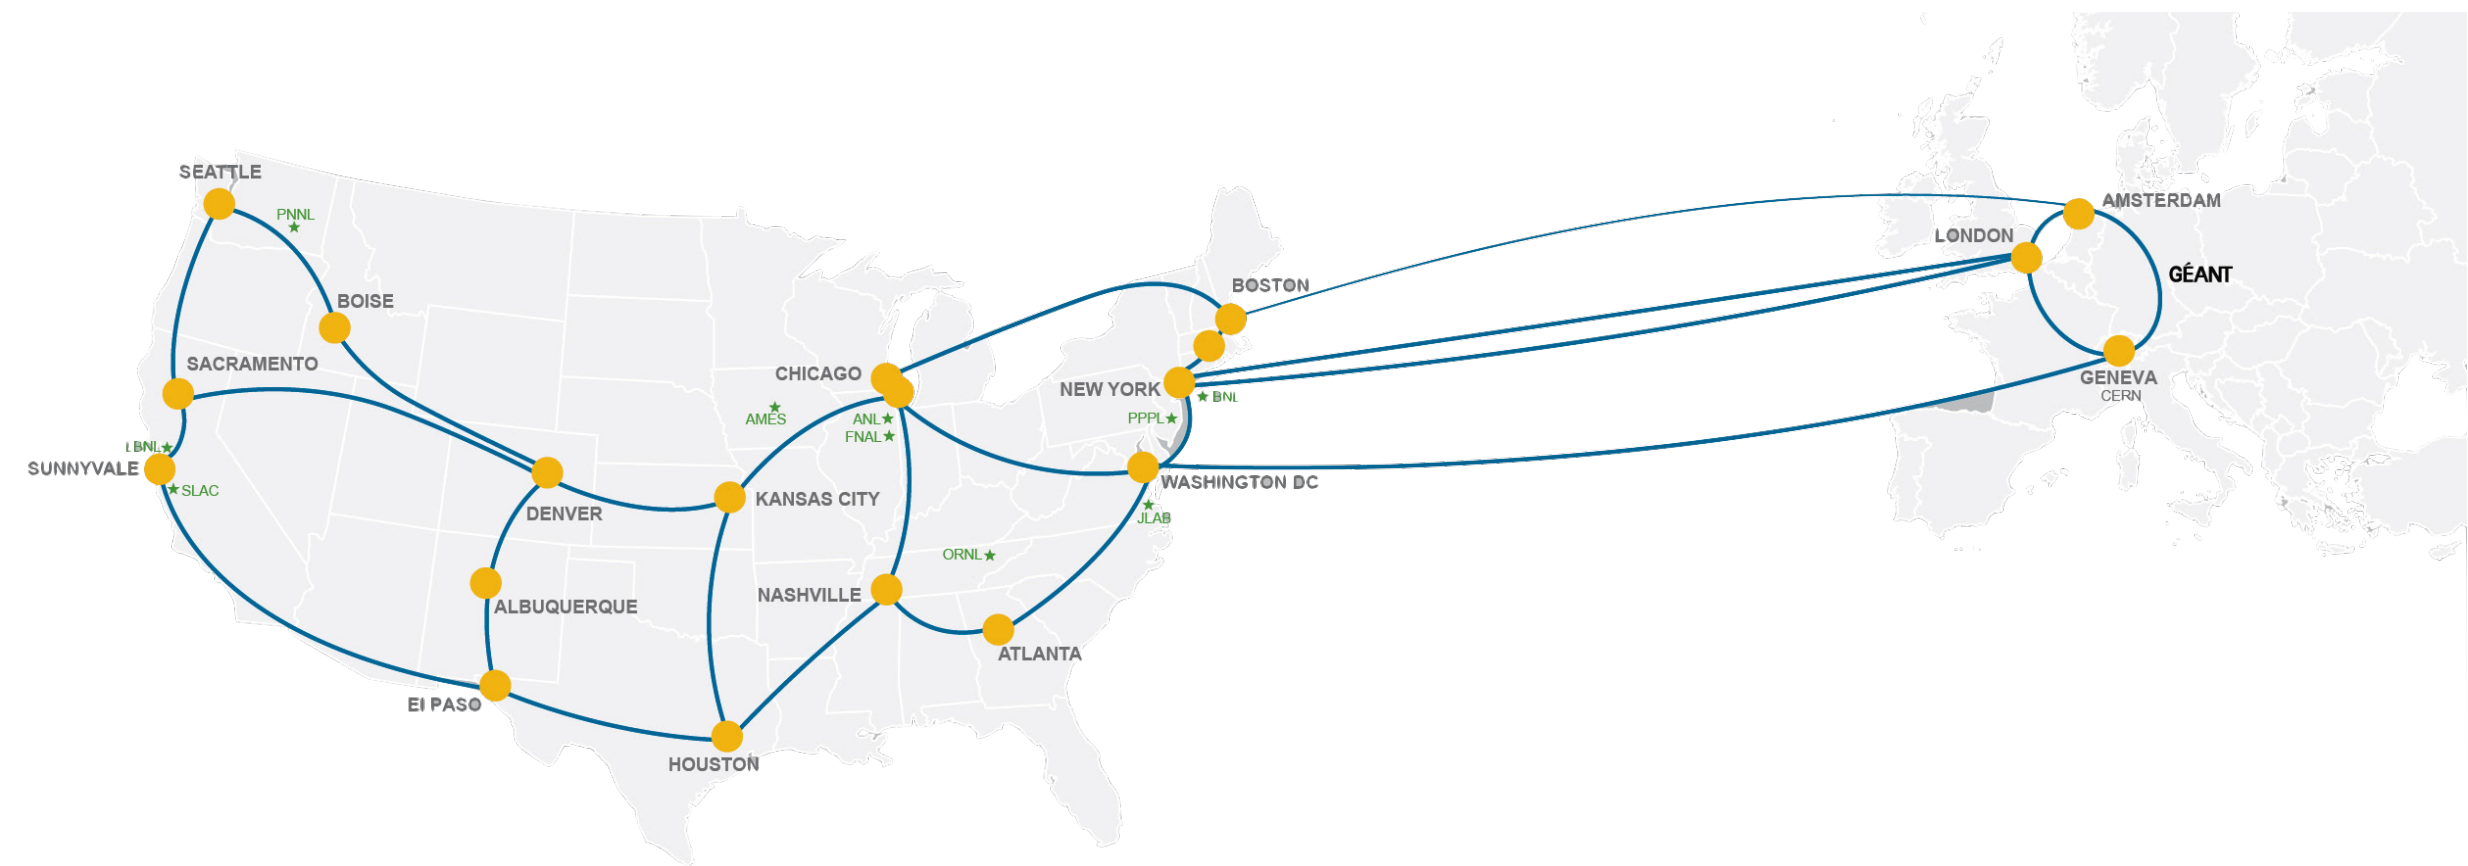 SEATTLE
PNNL
BOISE
SACRAMENTO
LBNL
SUNNYVALE
SLAC
DENVER
ALBUQUERQUE
El PASO
HOUSTON
KANSAS CITY
AMES
CHICAGO
ANL
FNAL
NASHVILLE
ORNL
ATLANTA
BOSTON
NEW YORK
BNL
PPPL
WASHINGTON DC
JLAB
AMSTERDAM
LONDON
GÉANT
GENEVA
CERN